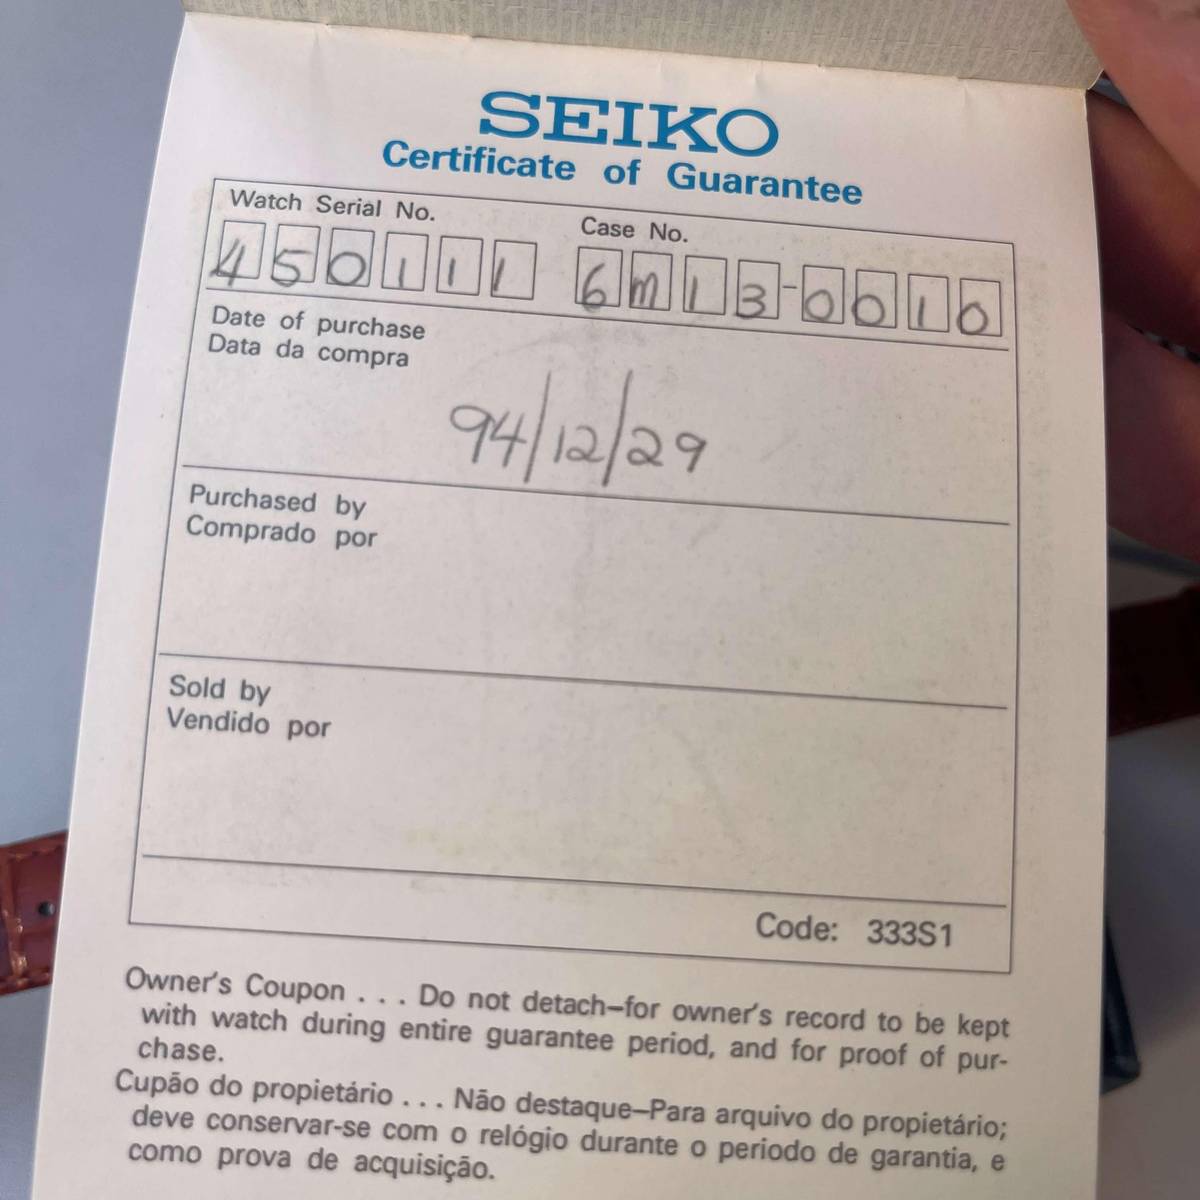 SEIKO
Certificate of Guarantee
Watch Serial No. Case No.
450111 6M13-0010
Date of purchase
Data da compra
94/12/29
Purchased by
Comprado por
Sold by
Vendido por
Code: 333S1
Owner's Coupon . . . Do not detach–for owner's record to be kept
with watch during entire guarantee period, and for proof of pur-
chase.
Cupão do propietário . . . Não destaque–Para arquivo do propietário;
deve conservar-se com o relógio durante o periodo de garantia, e
como prova de acquisição.